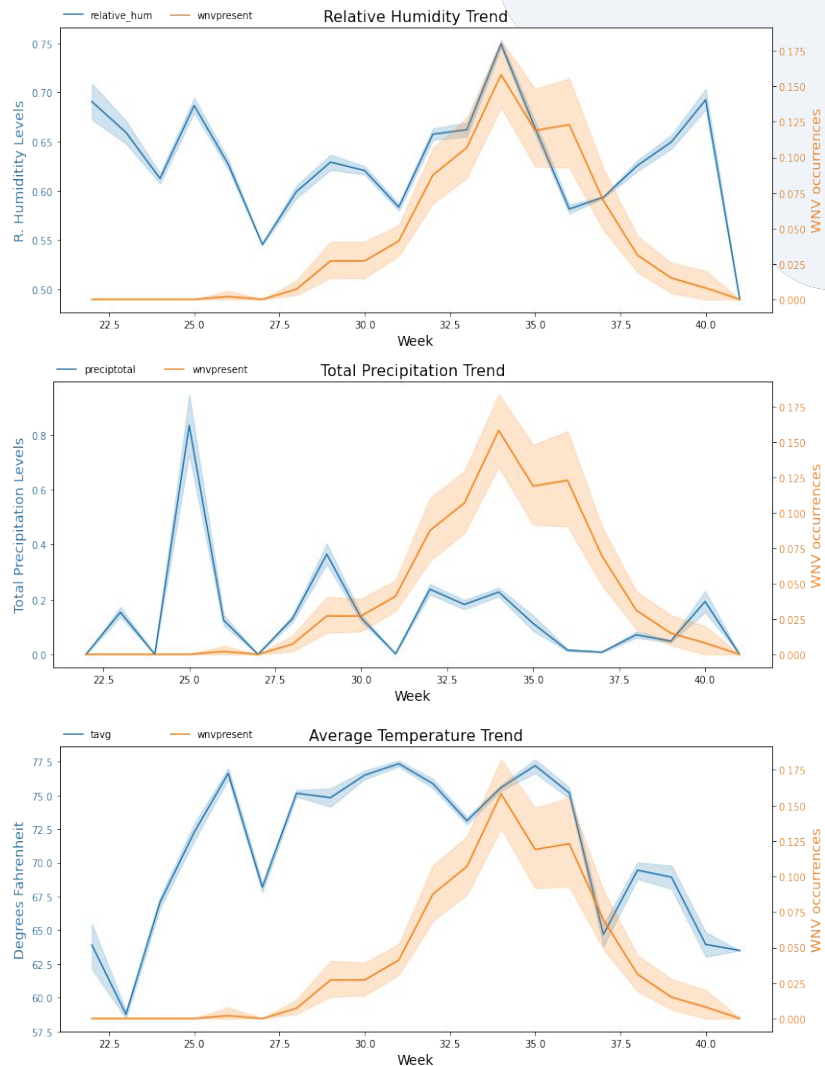 Relative Humidity Trend
relative_hum wnvpresent
0.75
0.70
0.65
0.60
0.55
0.50
R. Humiditity Levels
0.175
0.150
0.125
0.100
0.075
0.050
0.025
0.000
WNV occurrences
22.5 25.0 27.5 30.0 32.5 35.0 37.5 40.0
Week
Total Precipitation Trend
preciptotal wnvpresent
0.8
0.6
0.4
0.2
0.0
Total Precipitation Levels
0.175
0.150
0.125
0.100
0.075
0.050
0.025
0.000
WNV occurrences
22.5 25.0 27.5 30.0 32.5 35.0 37.5 40.0
Week
Average Temperature Trend
tavg wnvpresent
77.5
75.0
72.5
70.0
67.5
65.0
62.5
60.0
57.5
Degrees Fahrenheit
0.175
0.150
0.125
0.100
0.075
0.050
0.025
0.000
WNV occurrences
22.5 25.0 27.5 30.0 32.5 35.0 37.5 40.0
Week